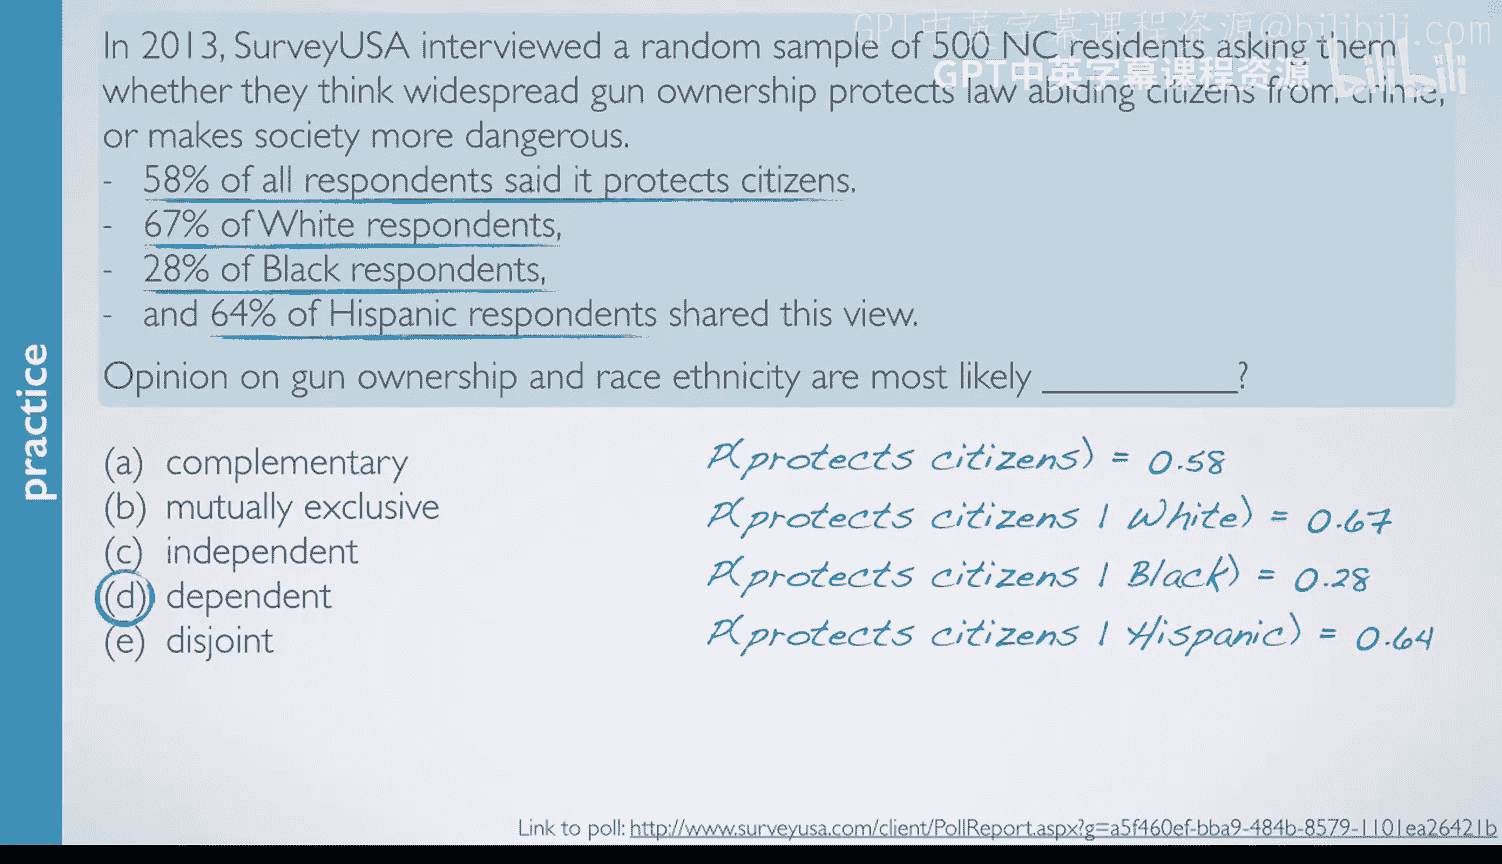 GPT中英字幕课程资源@bilibili.com
GPT中英字幕课程资源 bilibili
In 2013, SurveyUSA interviewed a random sample of 500 NC residents asking them
whether they think widespread gun ownership protects law abiding citizens from crime,
or makes society more dangerous.
- 58% of all respondents said it protects citizens.
- 67% of White respondents,
- 28% of Black respondents,
- and 64% of Hispanic respondents shared this view.
Opinion on gun ownership and race ethnicity are most likely ___________?
practice
(a) complementary
(b) mutually exclusive
(c) independent
(d) dependent
(e) disjoint
P(protects citizens) = 0.58
P(protects citizens | White) = 0.67
P(protects citizens | Black) = 0.28
P(protects citizens | Hispanic) = 0.64
Link to poll: http://www.surveyusa.com/client/PollReport.aspx?g=a5f460ef-bba9-484b-8579-1101ea26421b